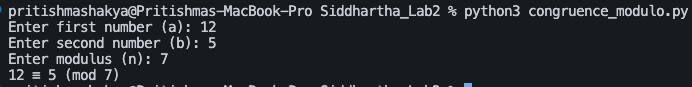 pritishmashakya@Pritishmas-MacBook-Pro Siddhartha_Lab2 % python3 congruence_modulo.py
Enter first number (a): 12
Enter second number (b): 5
Enter modulus (n): 7
12 ≡ 5 (mod 7)